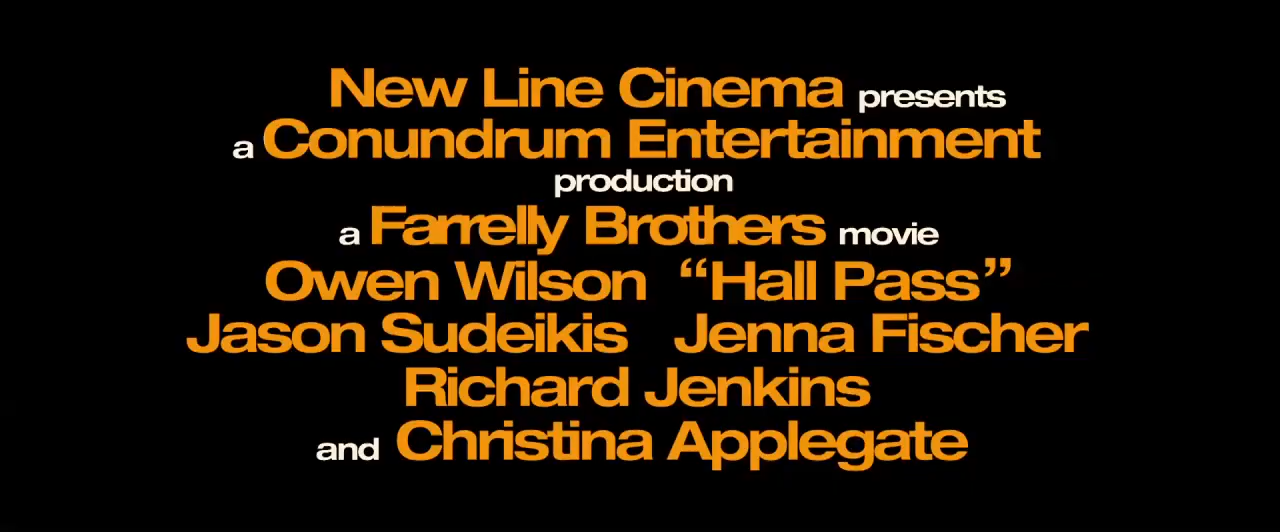 New Line Cinema presents
a Conundrum Entertainment
production
a Farrelly Brothers movie
Owen Wilson “Hall Pass”
Jason Sudeikis Jenna Fischer
Richard Jenkins
and Christina Applegate